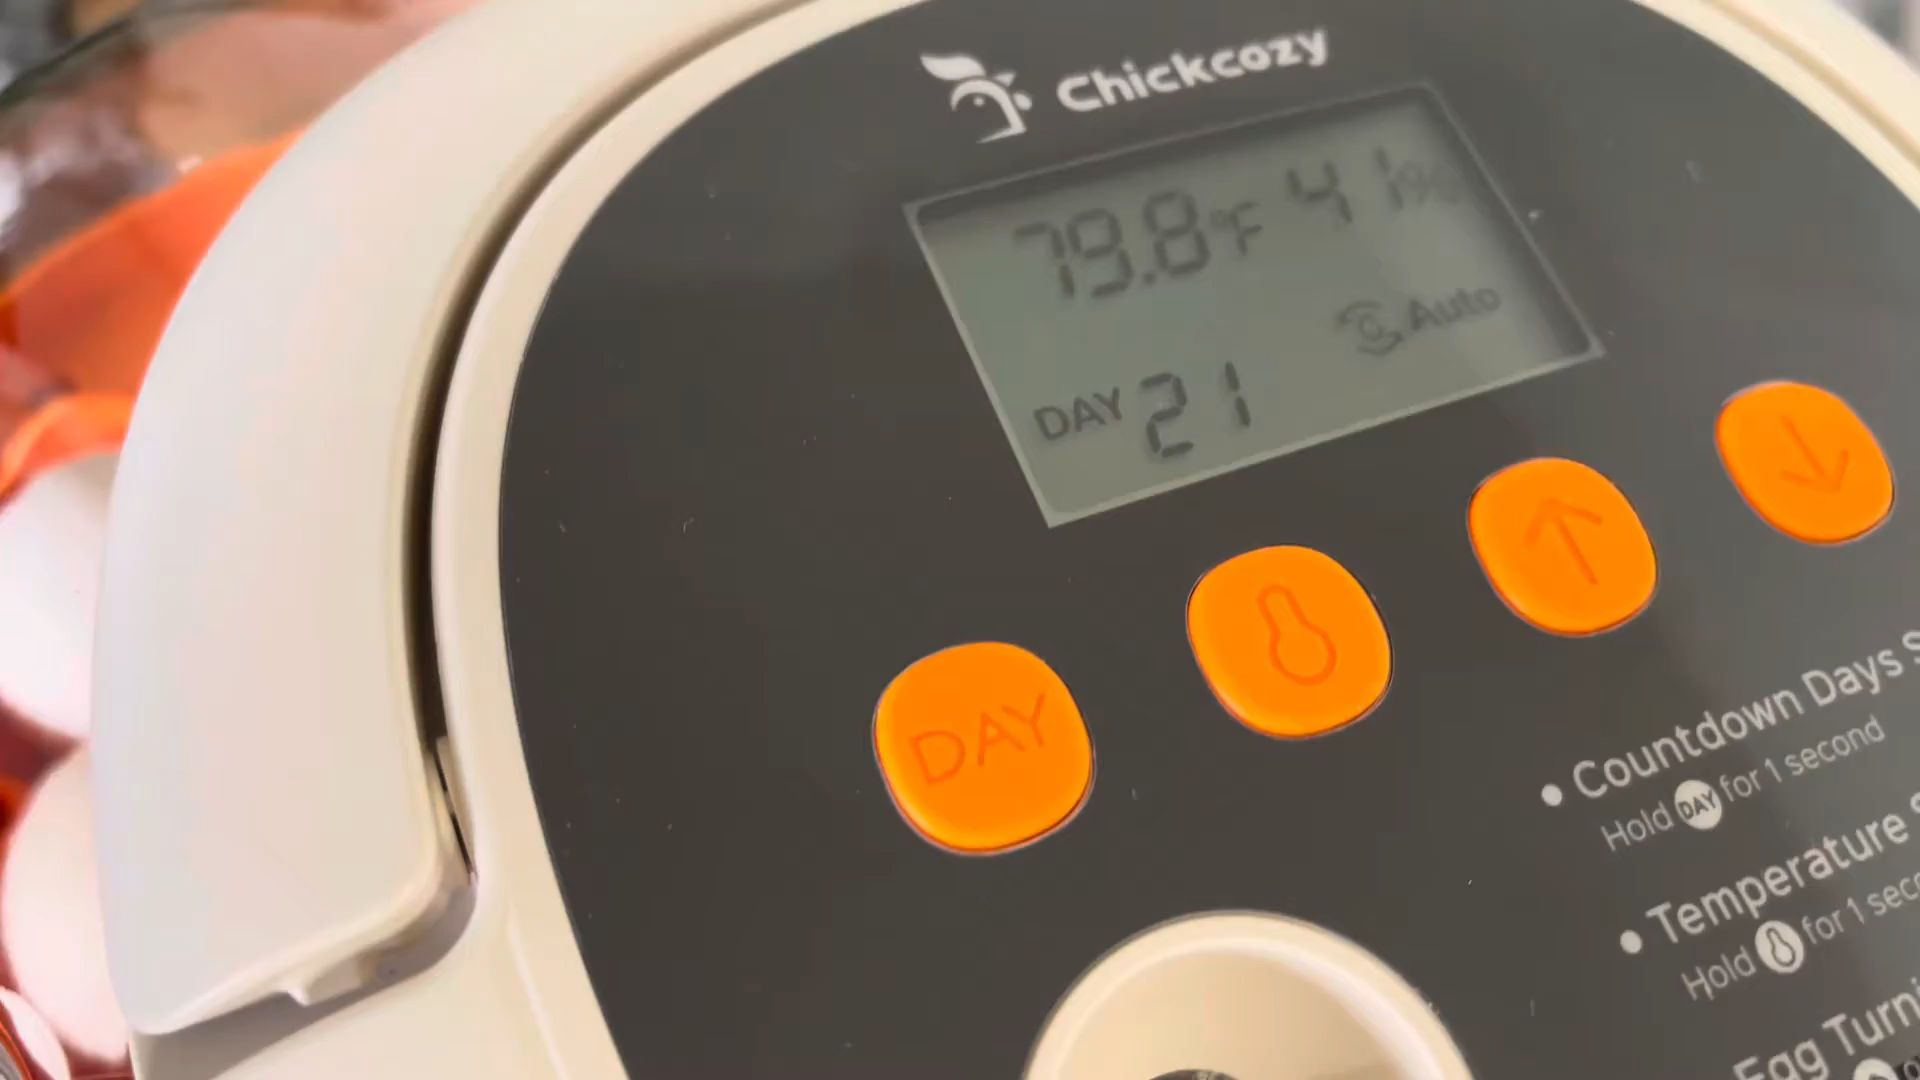 Chickcozy
79.8°F 41%
Auto
DAY 21
DAY
• Countdown Days
Hold DAY for 1 second
• Temperature
Hold for 1
Egg